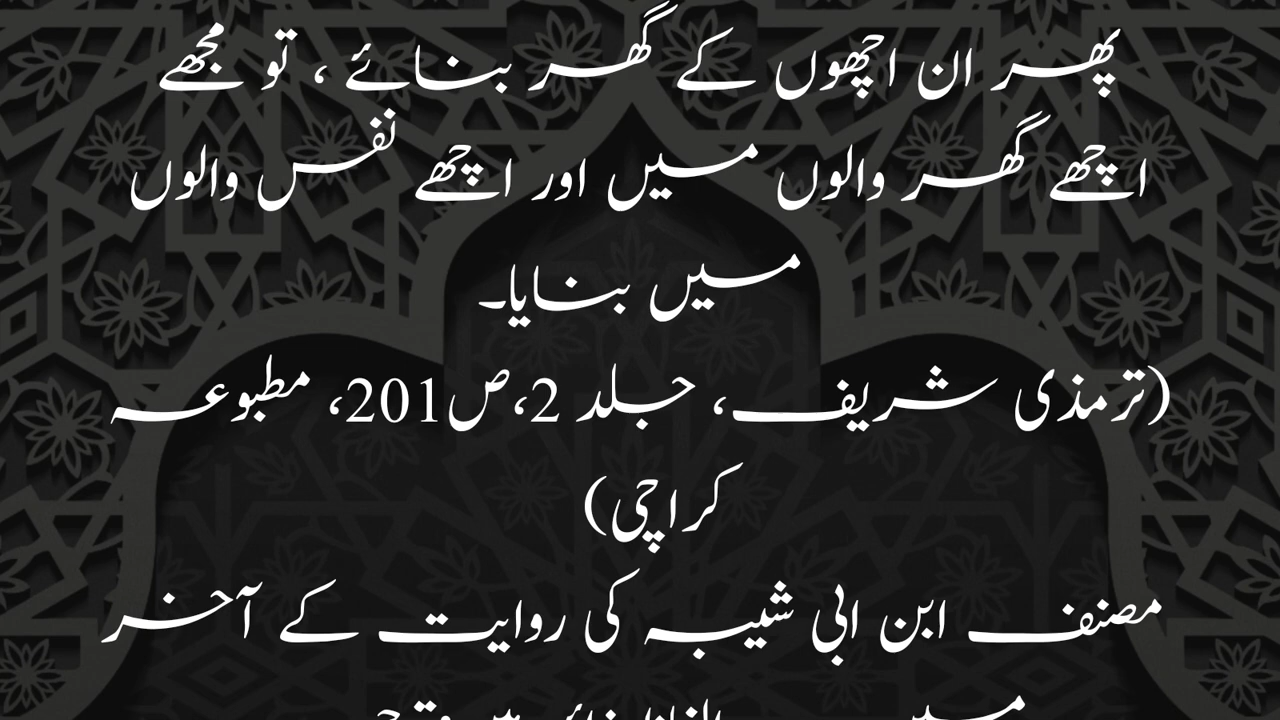 پھر ان اچھوں کے گھر بنائے ، تو مجھے
اچھے گھر والوں میں اور اچھے نفس والوں
میں بنایا۔
(ترمذی شریف، جلد 2،ص201، مطبوعہ
کراچی)
مصنف ابن ابی شیبہ کی روایت کے آخر
میں